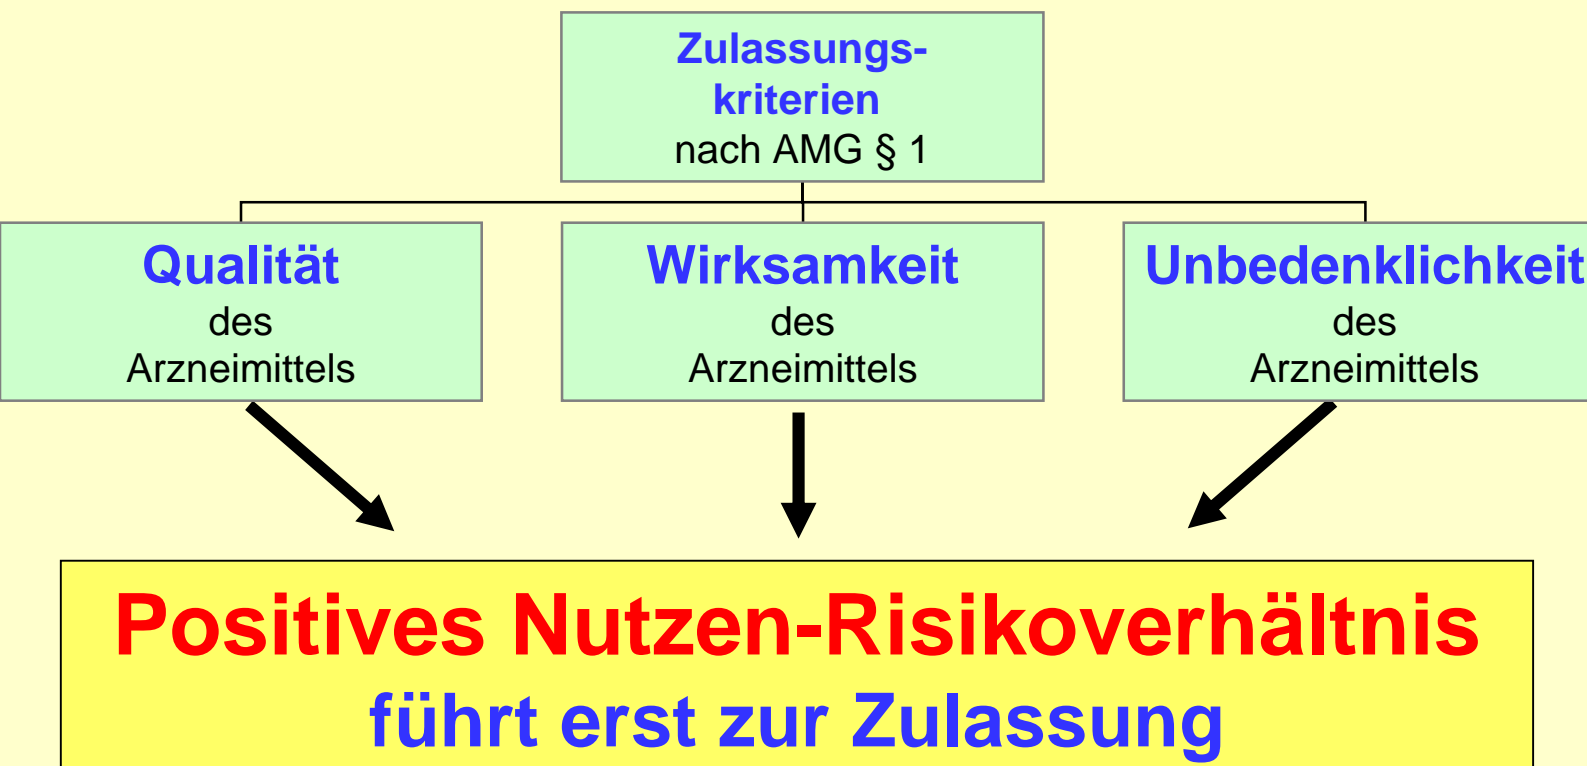 Zulassungs-
kriterien
nach AMG § 1
Qualität
des
Arzneimittels
Wirksamkeit
des
Arzneimittels
Unbedenklichkeit
des
Arzneimittels
Positives Nutzen-Risikoverhältnis
führt erst zur Zulassung